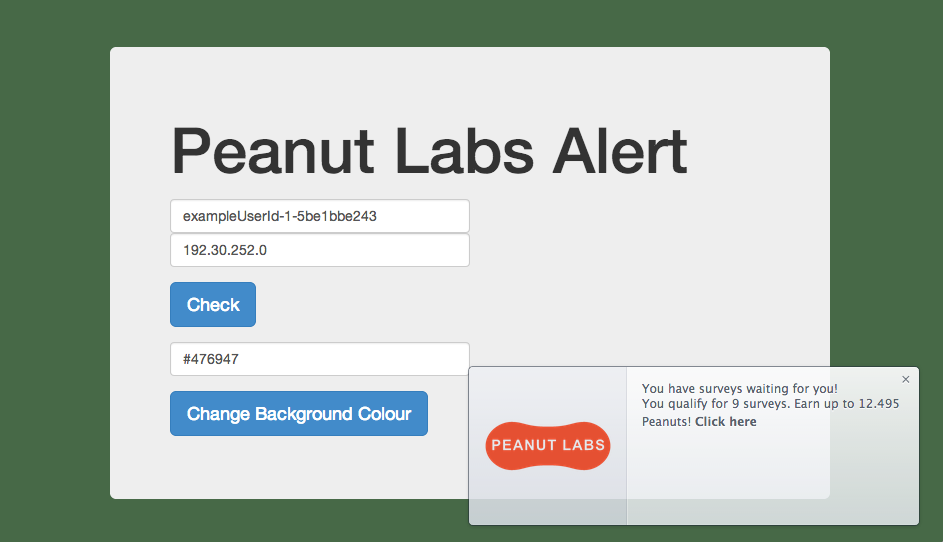 Peanut Labs Alert
exampleUserId-1-5be1bbe243
192.30.252.0
Check
#476947
Change Background Colour
×
You have surveys waiting for you!
You qualify for 9 surveys. Earn up to 12.495
Peanuts! Click here
PEANUT LABS